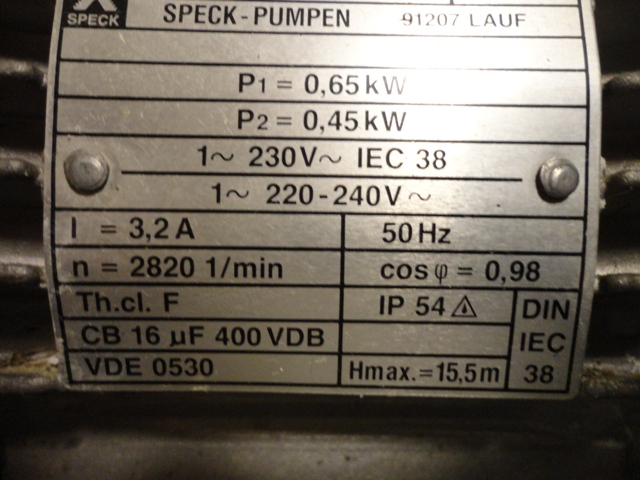 SPECK
SPECK-PUMPEN 91207 LAUF
P1 = 0,65 kW
P2 = 0,45 kW
1~ 230V~ IEC 38
1~ 220-240V~
I = 3,2 A 50 Hz
n = 2820 1/min cos φ = 0,98
Th.cl. F IP 54 DIN
CB 16 µF 400 VDB IEC
VDE 0530 Hmax.=15,5m 38